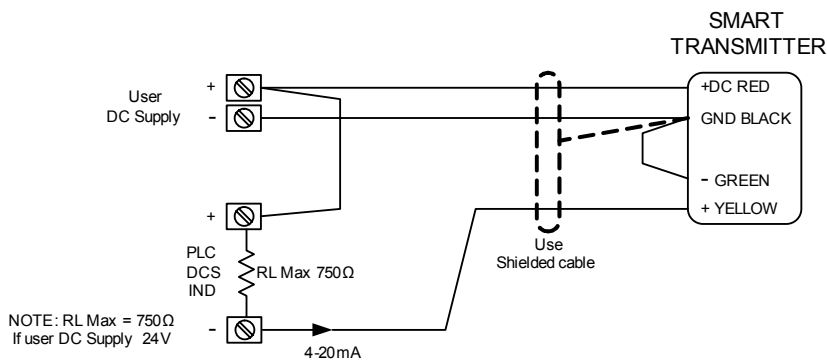 SMART
TRANSMITTER
User
DC Supply
+
-
+DC RED
GND BLACK
- GREEN
+ YELLOW
+
PLC
DCS
IND
RL Max 750Ω
Use
Shielded cable
NOTE: RL Max = 750Ω
If user DC Supply 24V
-
4-20mA